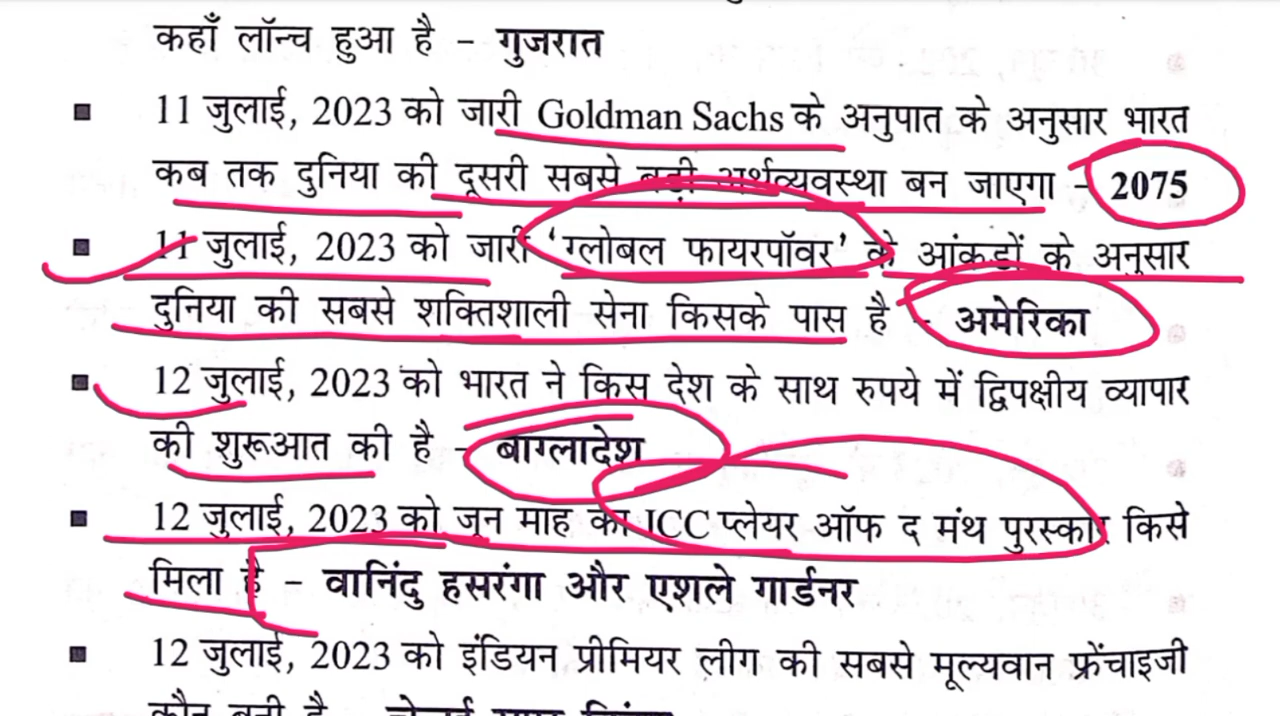 कहाँ लॉन्च हुआ है – गुजरात
▪ 11 जुलाई, 2023 को जारी Goldman Sachs के अनुपात के अनुसार भारत
कब तक दुनिया की दूसरी सबसे बड़ी अर्थव्यवस्था बन जाएगा – 2075
▪ 11 जुलाई, 2023 को जारी ‘ग्लोबल फायरपॉवर’ के आंकडों के अनुसार
दुनिया की सबसे शक्तिशाली सेना किसके पास है – अमेरिका
▪ 12 जुलाई, 2023 को भारत ने किस देश के साथ रुपये में द्विपक्षीय व्यापार
की शुरूआत की है – बाग्लादेश
▪ 12 जुलाई, 2023 को जून माह का ICC प्लेयर ऑफ द मंथ पुरस्कार किसे
मिला है – वानिंदु हसरंगा और एशले गार्डनर
▪ 12 जुलाई, 2023 को इंडियन प्रीमियर लीग की सबसे मूल्यवान फ्रेंचाइजी